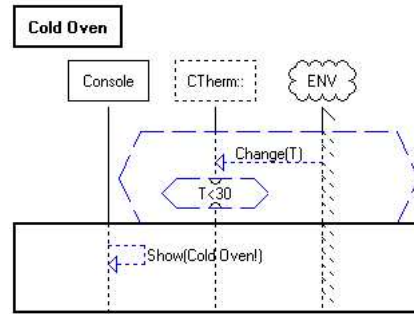 Cold Oven
Console CTherm:: ENV
Change(T)
T<30
Show(Cold Oven!)